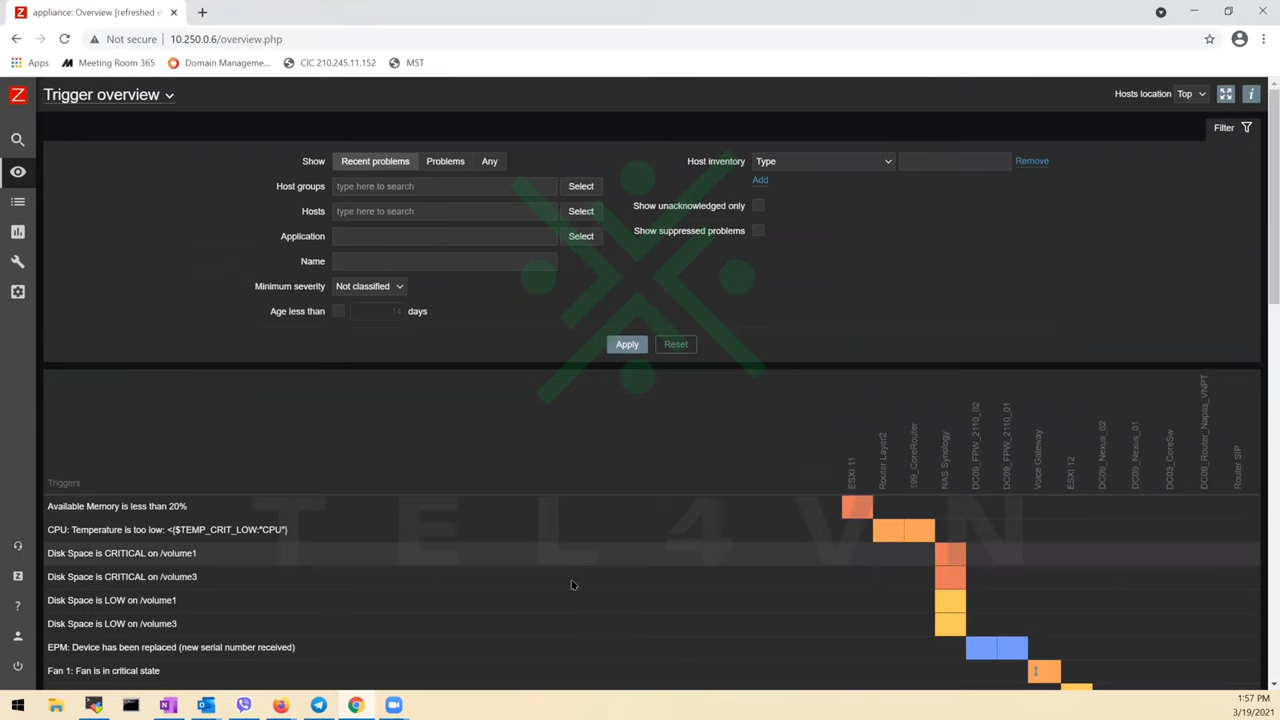 Z appliance: Overview [refreshed e
Not secure 10.250.0.6/overview.php
Apps Meeting Room 365 Domain Manageme... CIC 210.245.11.152 MST
Z Trigger overview Hosts location Top i
Filter
Show Recent problems Problems Any Host inventory Type Remove
Add
Host groups type here to search Select
Show unacknowledged only
Hosts type here to search Select
Show suppressed problems
Application Select
Name
Minimum severity Not classified
Age less than 14 days
Apply Reset
Triggers ESXI 11 Router Layer2 199_CoreRouter NAS Synology DC09_FPW_2110_02 DC09_FPW_2110_01 Voice Gateway ESXI 12 DC09_Nexus_02 DC09_Nexus_01 DC03_CoreSw DC09_Router_Napas_VNPT Router SIP
Available Memory is less than 20%
CPU: Temperature is too low: <{$TEMP_CRIT_LOW:"CPU"}
TEL4VN
Disk Space is CRITICAL on /volume1
Disk Space is CRITICAL on /volume3
Disk Space is LOW on /volume1
Disk Space is LOW on /volume3
EPM: Device has been replaced (new serial number received)
Fan 1: Fan is in critical state
Z
?
1:57 PM
3/19/2021